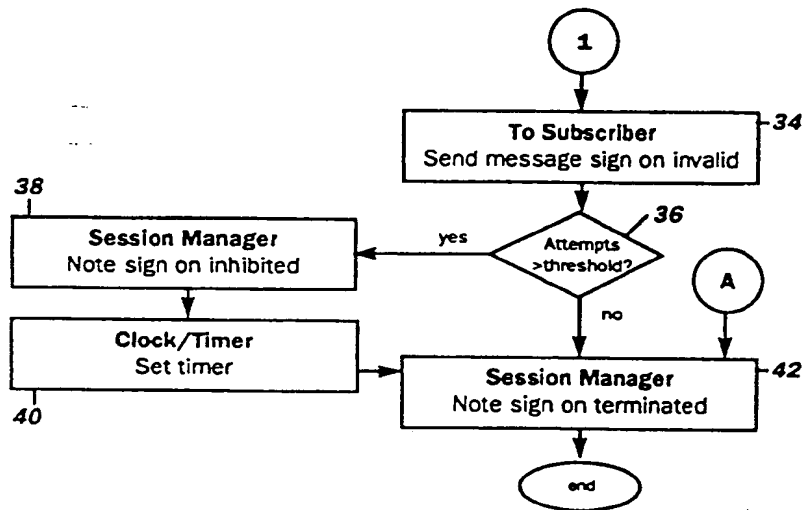 1
To Subscriber
Send message sign on invalid
34
36
Attempts
>threshold?
yes
no
38
Session Manager
Note sign on inhibited
A
Clock/Timer
Set timer
40
Session Manager
Note sign on terminated
42
end